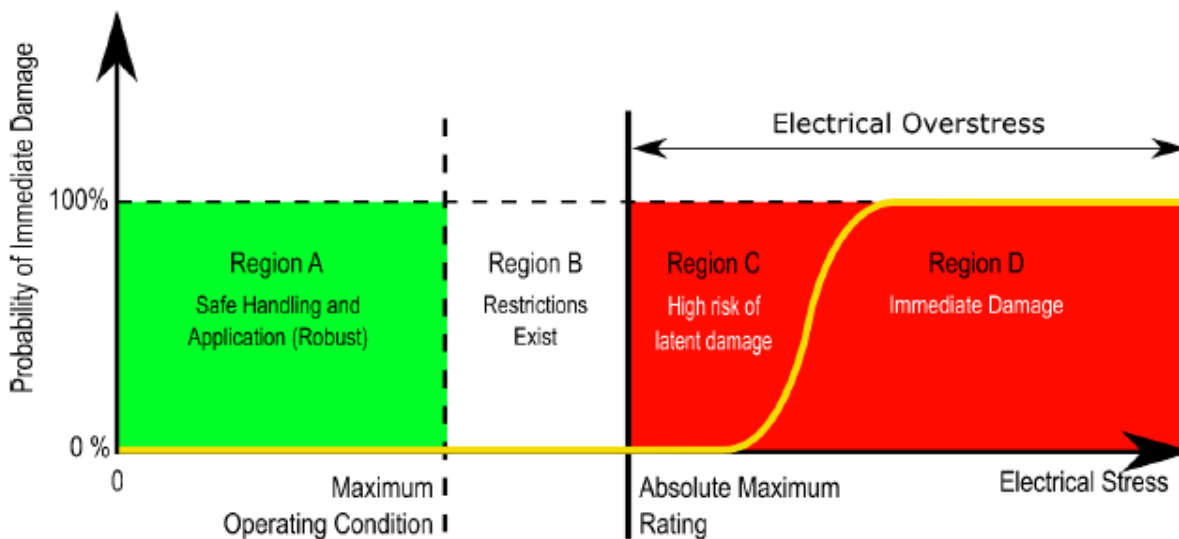 Probability of Immediate Damage
Electrical Overstress
100%
Region A
Safe Handling and
Application (Robust)
Region B
Restrictions
Exist
Region C
High risk of
latent damage
Region D
Immediate Damage
0 %
0
Maximum
Operating Condition
Absolute Maximum
Rating
Electrical Stress